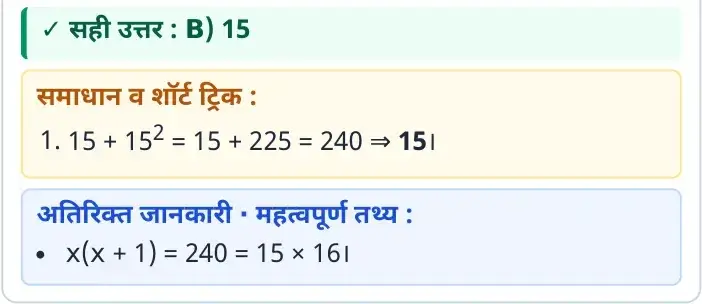 ✓ सही उत्तर : B) 15
समाधान व शॉर्ट ट्रिक :
1. 15 + 15² = 15 + 225 = 240 ⇒ 15।
अतिरिक्त जानकारी · महत्वपूर्ण तथ्य :
• x(x + 1) = 240 = 15 × 16।